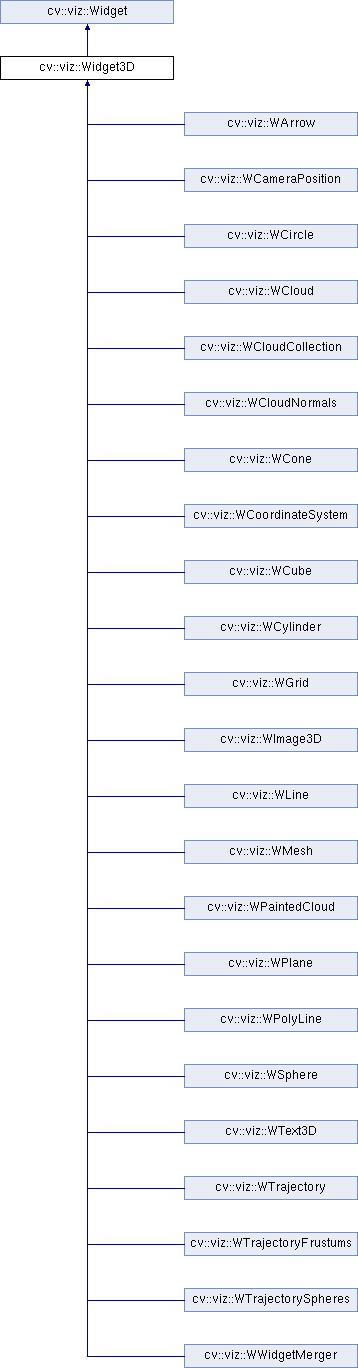 cv::viz::Widget
cv::viz::Widget3D
cv::viz::WArrow
cv::viz::WCameraPosition
cv::viz::WCircle
cv::viz::WCloud
cv::viz::WCloudCollection
cv::viz::WCloudNormals
cv::viz::WCone
cv::viz::WCoordinateSystem
cv::viz::WCube
cv::viz::WCylinder
cv::viz::WGrid
cv::viz::WImage3D
cv::viz::WLine
cv::viz::WMesh
cv::viz::WPaintedCloud
cv::viz::WPlane
cv::viz::WPolyLine
cv::viz::WSphere
cv::viz::WText3D
cv::viz::WTrajectory
cv::viz::WTrajectoryFrustums
cv::viz::WTrajectorySpheres
cv::viz::WWidgetMerger